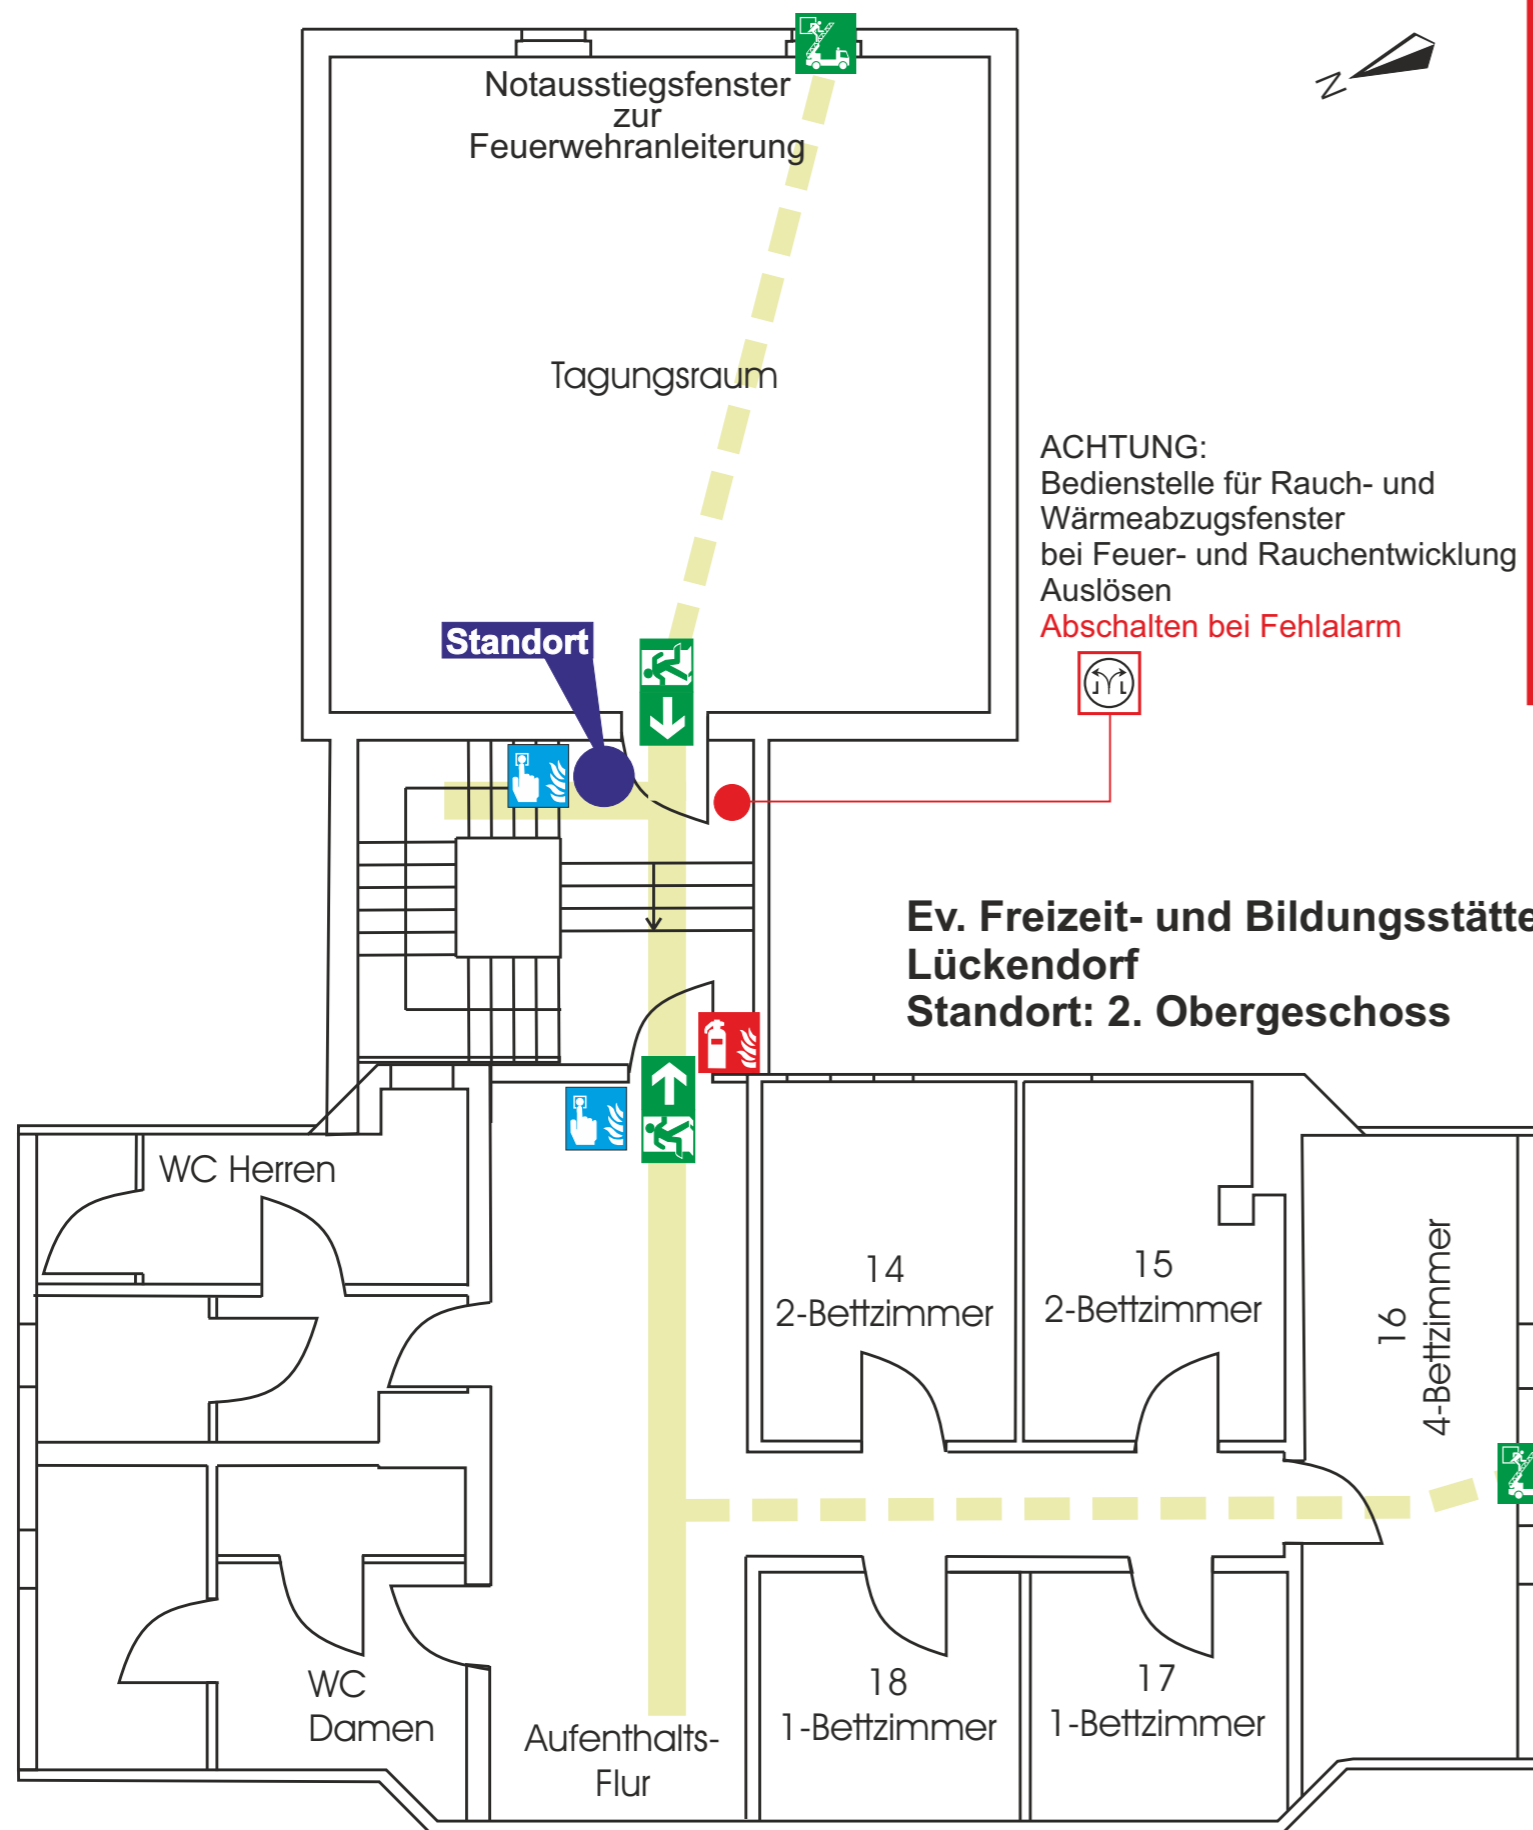 Notausstiegsfenster
zur
Feuerwehranleiterung
N
Tagungsraum
ACHTUNG:
Bedienstelle für Rauch- und
Wärmeabzugsfenster
bei Feuer- und Rauchentwicklung
Auslösen
Abschalten bei Fehlalarm
Standort
Ev. Freizeit- und Bildungsstätte
Lückendorf
Standort: 2. Obergeschoss
WC Herren
14
2-Bettzimmer
15
2-Bettzimmer
16
4-Bettzimmer
WC
Damen
Aufenthalts-
Flur
18
1-Bettzimmer
17
1-Bettzimmer